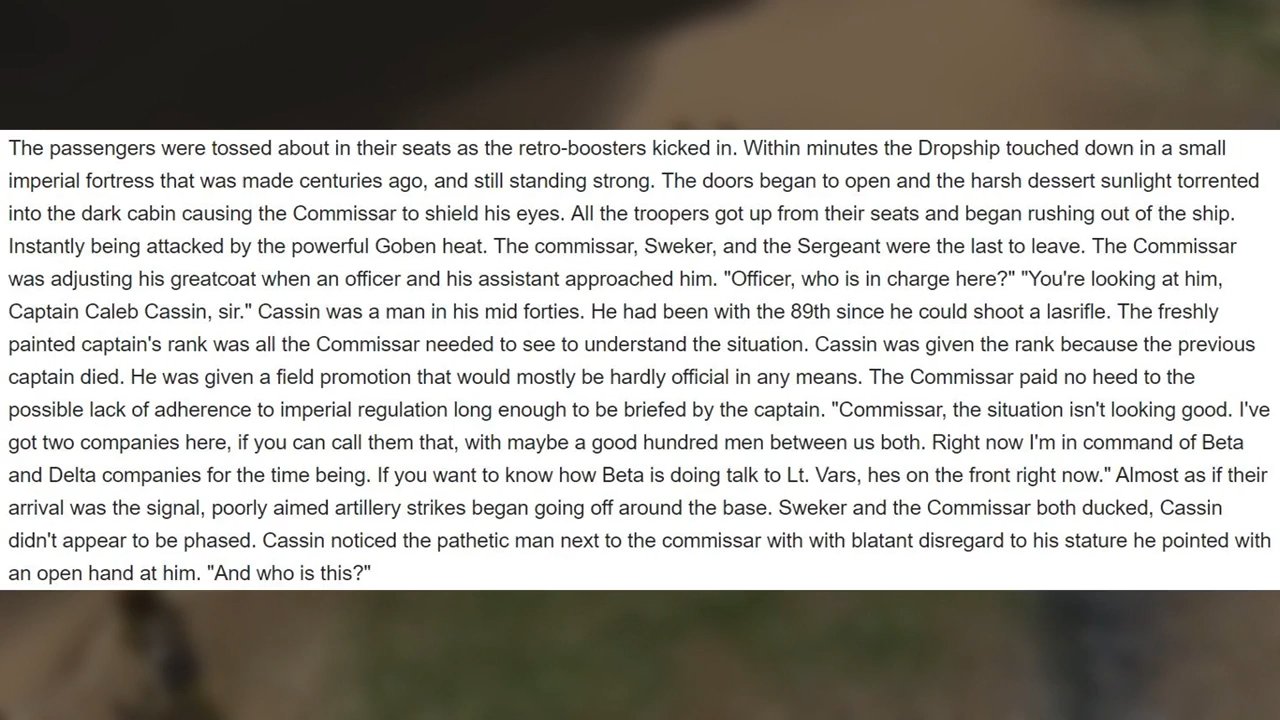 The passengers were tossed about in their seats as the retro-boosters kicked in. Within minutes the Dropship touched down in a small
imperial fortress that was made centuries ago, and still standing strong. The doors began to open and the harsh dessert sunlight torrented
into the dark cabin causing the Commissar to shield his eyes. All the troopers got up from their seats and began rushing out of the ship.
Instantly being attacked by the powerful Goben heat. The commissar, Sweker, and the Sergeant were the last to leave. The Commissar
was adjusting his greatcoat when an officer and his assistant approached him. "Officer, who is in charge here?" "You're looking at him,
Captain Caleb Cassin, sir." Cassin was a man in his mid forties. He had been with the 89th since he could shoot a lasrifle. The freshly
painted captain's rank was all the Commissar needed to see to understand the situation. Cassin was given the rank because the previous
captain died. He was given a field promotion that would mostly be hardly official in any means. The Commissar paid no heed to the
possible lack of adherence to imperial regulation long enough to be briefed by the captain. "Commissar, the situation isn't looking good. I've
got two companies here, if you can call them that, with maybe a good hundred men between us both. Right now I'm in command of Beta
and Delta companies for the time being. If you want to know how Beta is doing talk to Lt. Vars, hes on the front right now." Almost as if their
arrival was the signal, poorly aimed artillery strikes began going off around the base. Sweker and the Commissar both ducked, Cassin
didn't appear to be phased. Cassin noticed the pathetic man next to the commissar with with blatant disregard to his stature he pointed with
an open hand at him. "And who is this?"